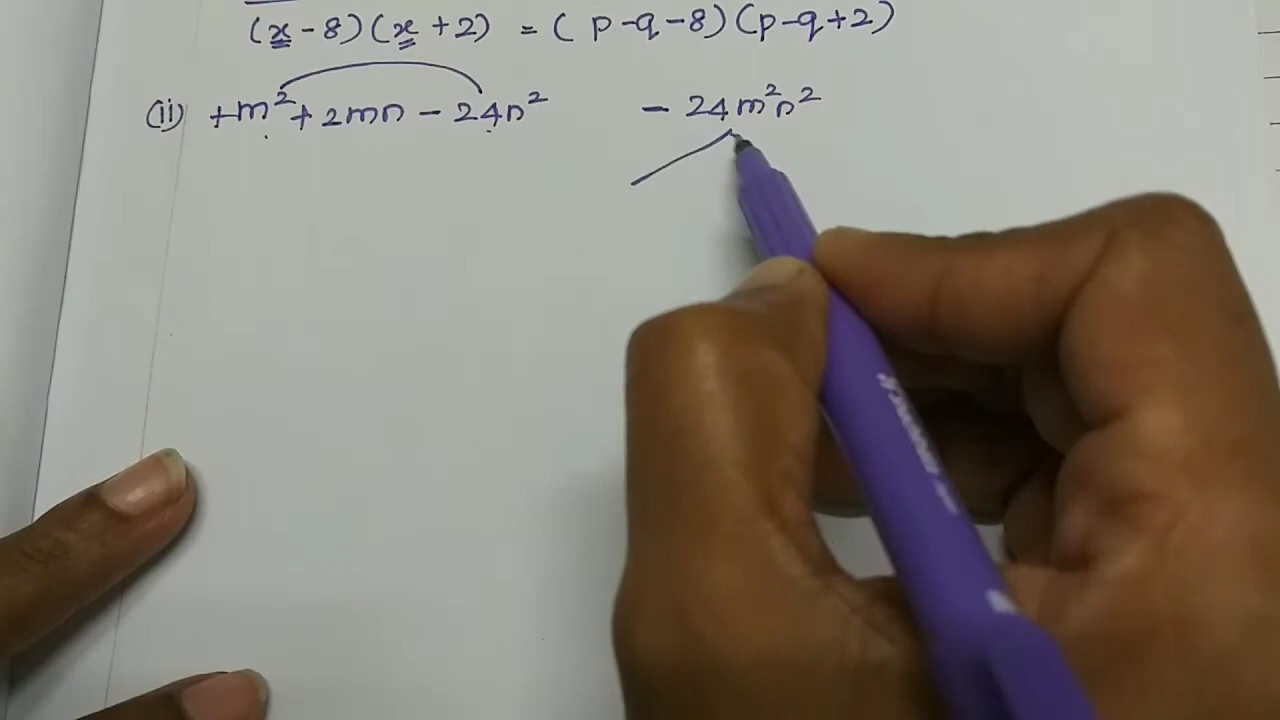 (x - 8) (x + 2) = (p - q - 8) (p - q + 2)
(ii) + m² + 2mn - 24n² - 24m²n²